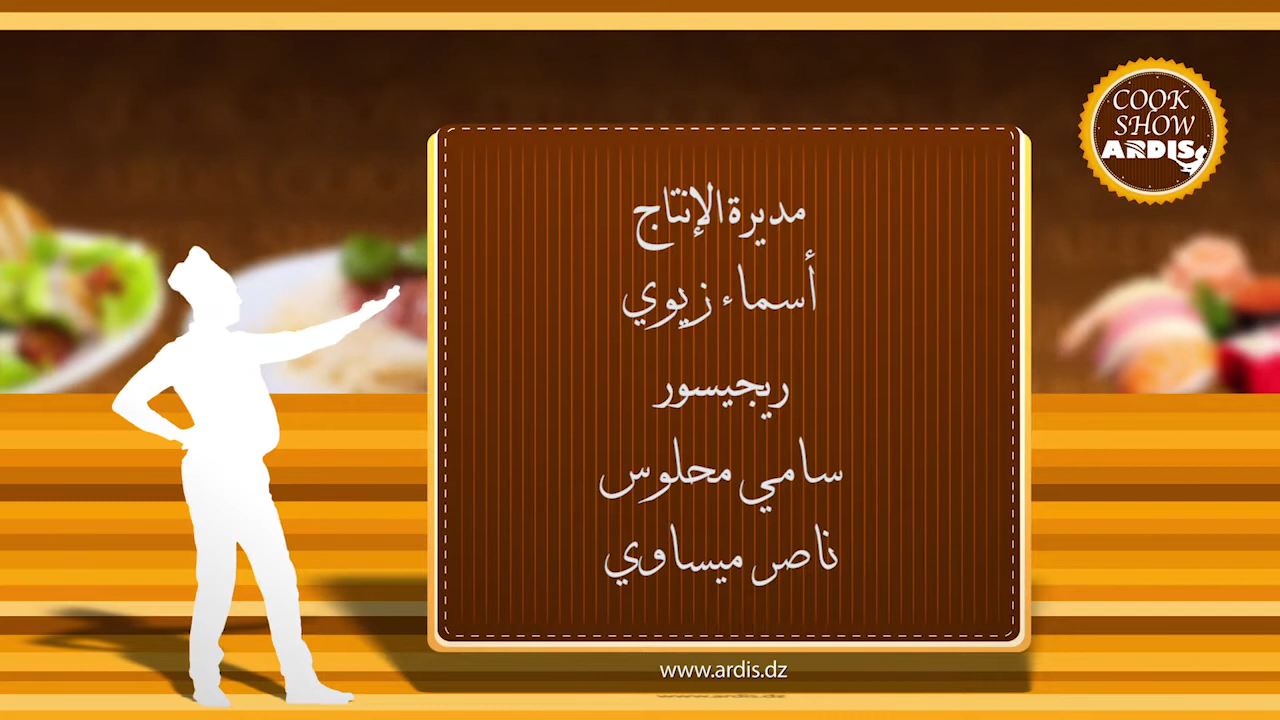 COOK
SHOW
ARDIS
مديرة الإنتاج
أسماء زيوي
ريجيسور
سامي محلوس
ناصر ميساوي
www.ardis.dz